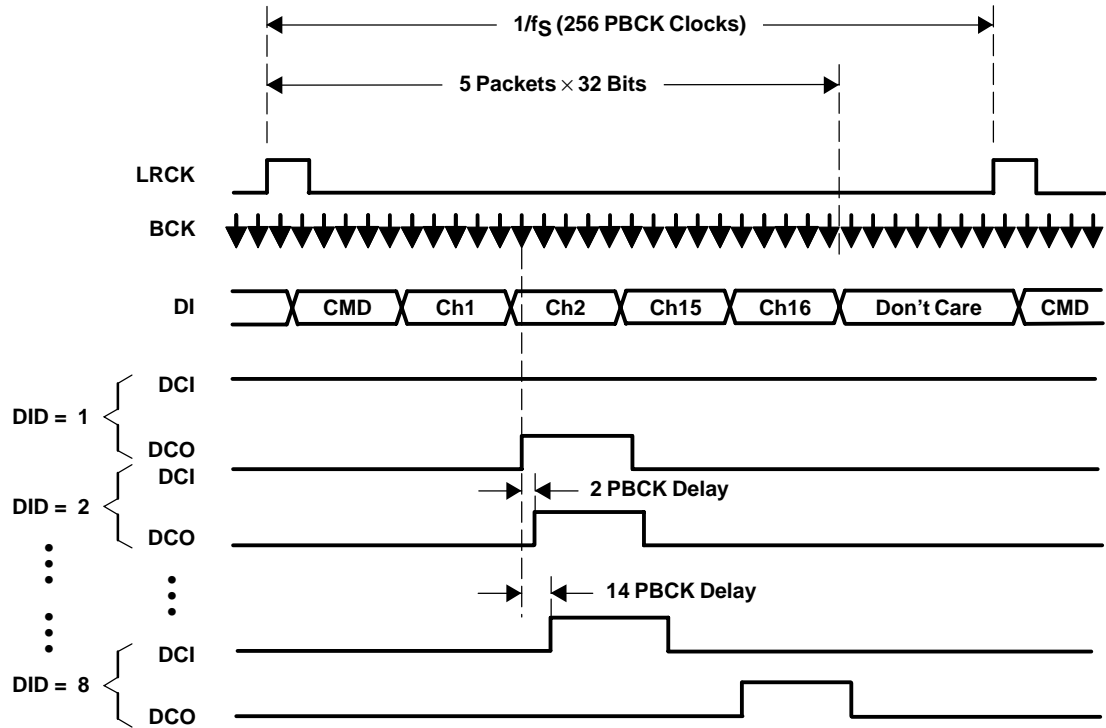 1/fS (256 PBCK Clocks)
5 Packets × 32 Bits
LRCK
BCK
DI
CMD
Ch1
Ch2
Ch15
Ch16
Don't Care
CMD
DCI
DID = 1
DCO
DCI
2 PBCK Delay
DID = 2
DCO
14 PBCK Delay
DCI
DID = 8
DCO